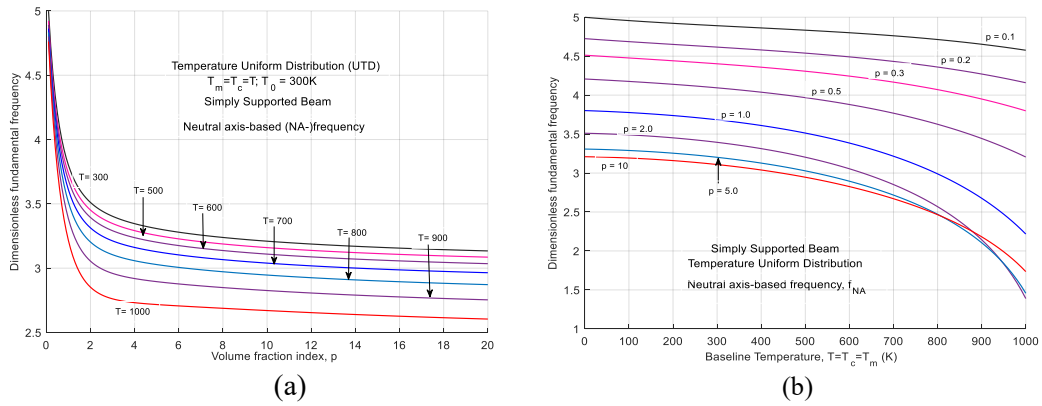 5
4.5
4
3.5
3
2.5
0
2
4
6
8
10
12
14
16
18
20
Dimensionless fundamental frequency
Volume fraction index, p
Temperature Uniform Distribution (UTD)
T_m=T_c=T; T_0 = 300K
Simply Supported Beam
Neutral axis-based (NA-)frequency
T= 300
T= 500
T= 600
T= 700
T= 800
T= 900
T= 1000
(a)
5
4.5
4
3.5
3
2.5
2
1.5
1
0
100
200
300
400
500
600
700
800
900
1000
Dimensionless fundamental frequency
Baseline Temperature, T=T_c=T_m (K)
p = 0.1
p = 0.2
p = 0.3
p = 0.5
p = 1.0
p = 2.0
p = 10
p = 5.0
Simply Supported Beam
Temperature Uniform Distribution
Neutral axis-based frequency, f_NA
(b)